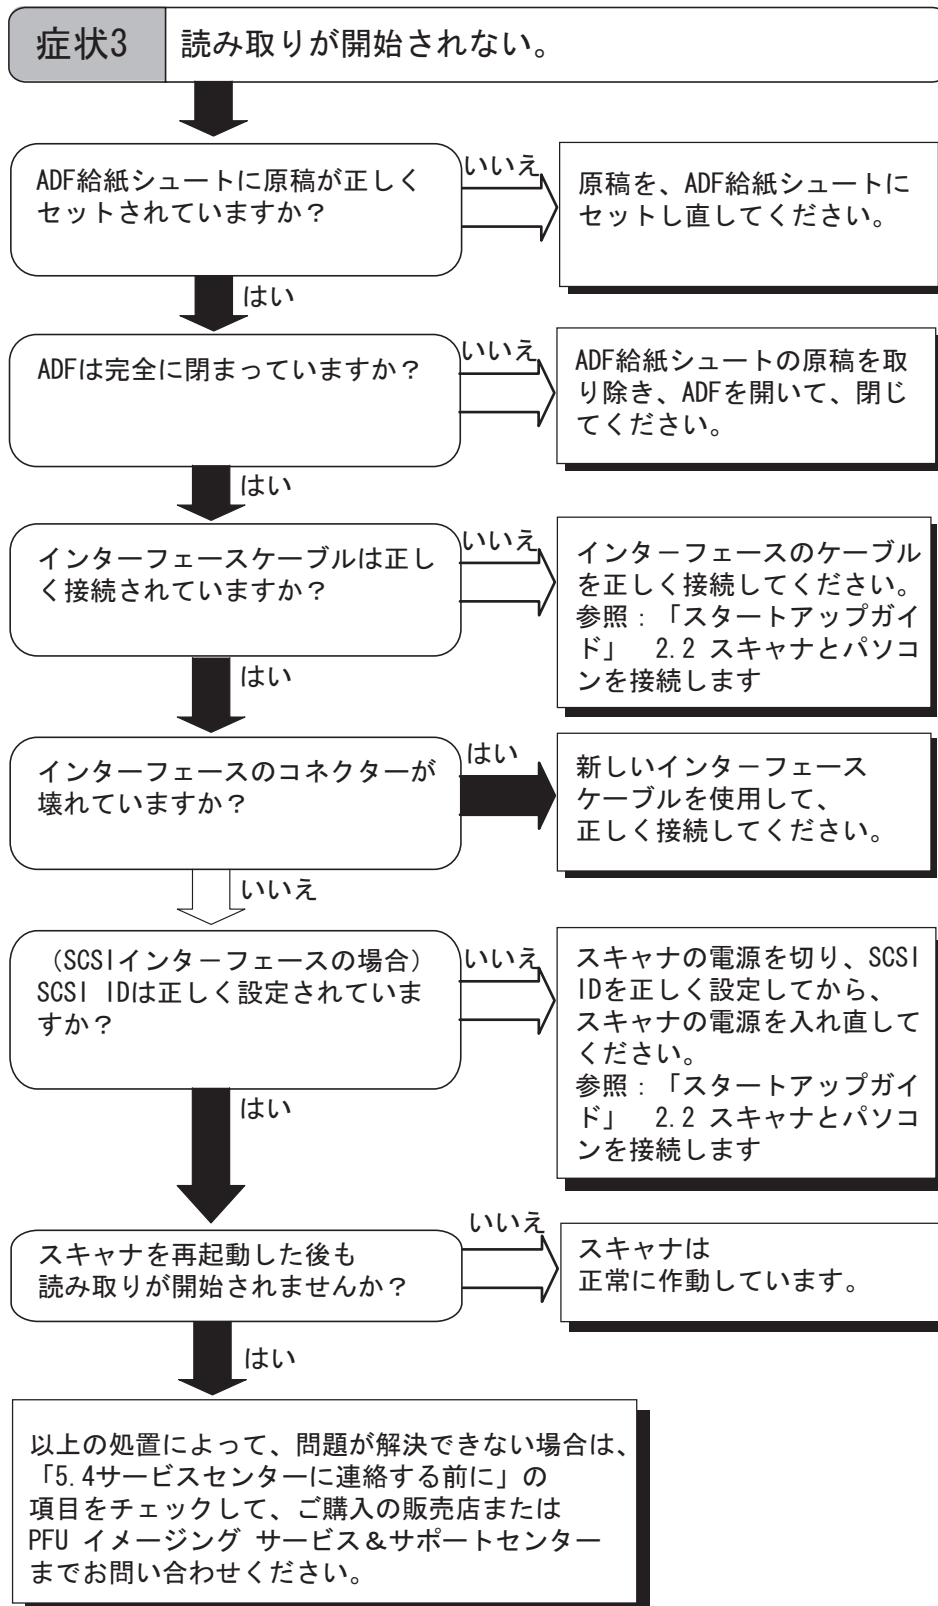 症状3
読み取りが開始されない。
ADF給紙シュートに原稿が正しく
セットされていますか？
いいえ
原稿を、ADF給紙シュートに
セットし直してください。
はい
ADFは完全に閉まっていますか？
いいえ
ADF給紙シュートの原稿を取
り除き、ADFを開いて、閉じ
てください。
はい
インターフェースケーブルは正し
く接続されていますか？
いいえ
インターフェースのケーブル
を正しく接続してください。
参照：「スタートアップガイ
ド」 2.2 スキャナとパソコ
ンを接続します
はい
インターフェースのコネクターが
壊れていますか？
はい
新しいインターフェース
ケーブルを使用して、
正しく接続してください。
いいえ
（SCSIインターフェースの場合）
SCSI IDは正しく設定されていま
すか？
いいえ
スキャナの電源を切り、SCSI
IDを正しく設定してから、
スキャナの電源を入れ直して
ください。
参照：「スタートアップガイ
ド」 2.2 スキャナとパソコ
ンを接続します
はい
スキャナを再起動した後も
読み取りが開始されませんか？
いいえ
スキャナは
正常に作動しています。
はい
以上の処置によって、問題が解決できない場合は、
「5.4サービスセンターに連絡する前に」の
項目をチェックして、ご購入の販売店または
PFU イメージング サービス＆サポートセンター
までお問い合わせください。